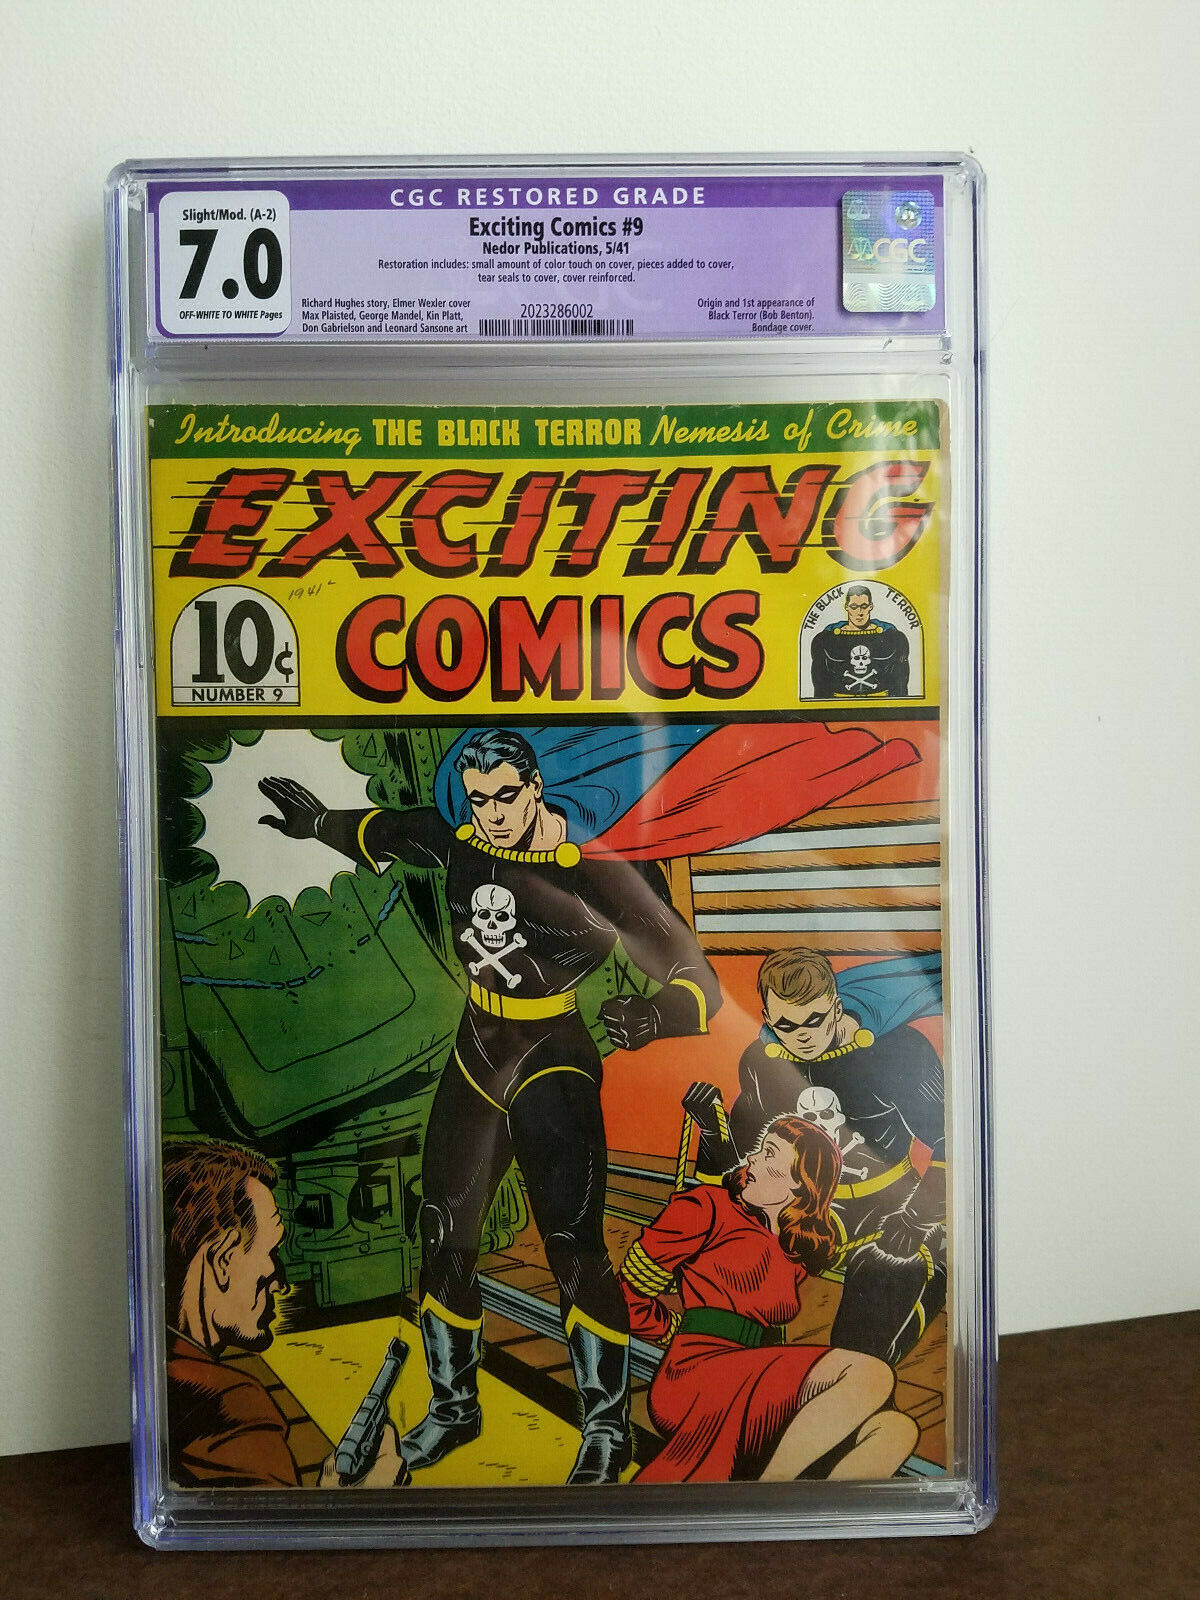 CGC RESTORED GRADE
Slight/Mod. (A-2)
7.0
OFF-WHITE TO WHITE Pages
Exciting Comics #9
Nedor Publications, 5/41
Restoration includes: small amount of color touch on cover, pieces added to cover,
tear seals to cover, cover reinforced.
Richard Hughes story, Elmer Wexler cover
Max Plaisted, George Mandel, Kin Platt,
Don Gabrielson and Leonard Sansone art
2023286002
Origin and 1st appearance of
Black Terror (Bob Benton).
Bondage cover.
CGC
Introducing THE BLACK TERROR Nemesis of Crime
EXCITING
COMICS
1941
10¢
NUMBER 9
THE BLACK TERROR